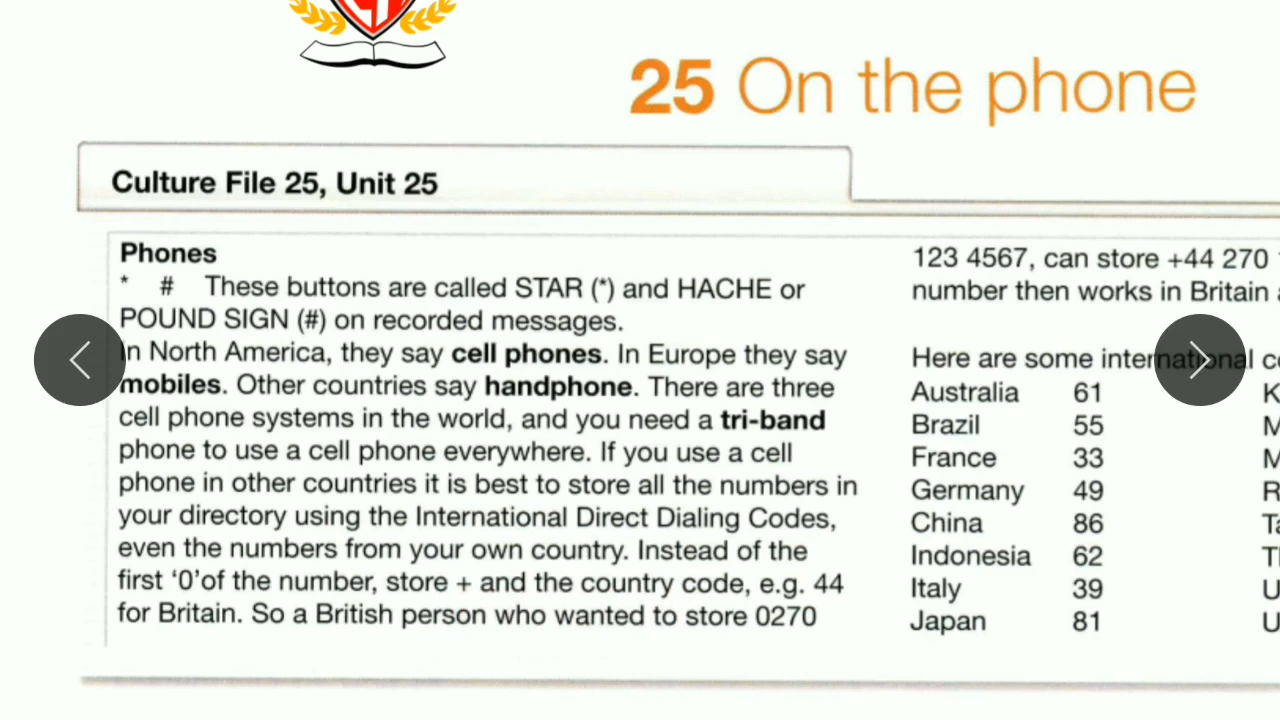 25 On the phone
Culture File 25, Unit 25
Phones
* # These buttons are called STAR (*) and HACHE or
POUND SIGN (#) on recorded messages.
In North America, they say cell phones. In Europe they say
mobiles. Other countries say handphone. There are three
cell phone systems in the world, and you need a tri-band
phone to use a cell phone everywhere. If you use a cell
phone in other countries it is best to store all the numbers in
your directory using the International Direct Dialing Codes,
even the numbers from your own country. Instead of the
first ‘0’of the number, store + and the country code, e.g. 44
for Britain. So a British person who wanted to store 0270
123 4567, can store +44 270
number then works in Britain
Here are some international
Australia 61
Brazil 55
France 33
Germany 49
China 86
Indonesia 62
Italy 39
Japan 81